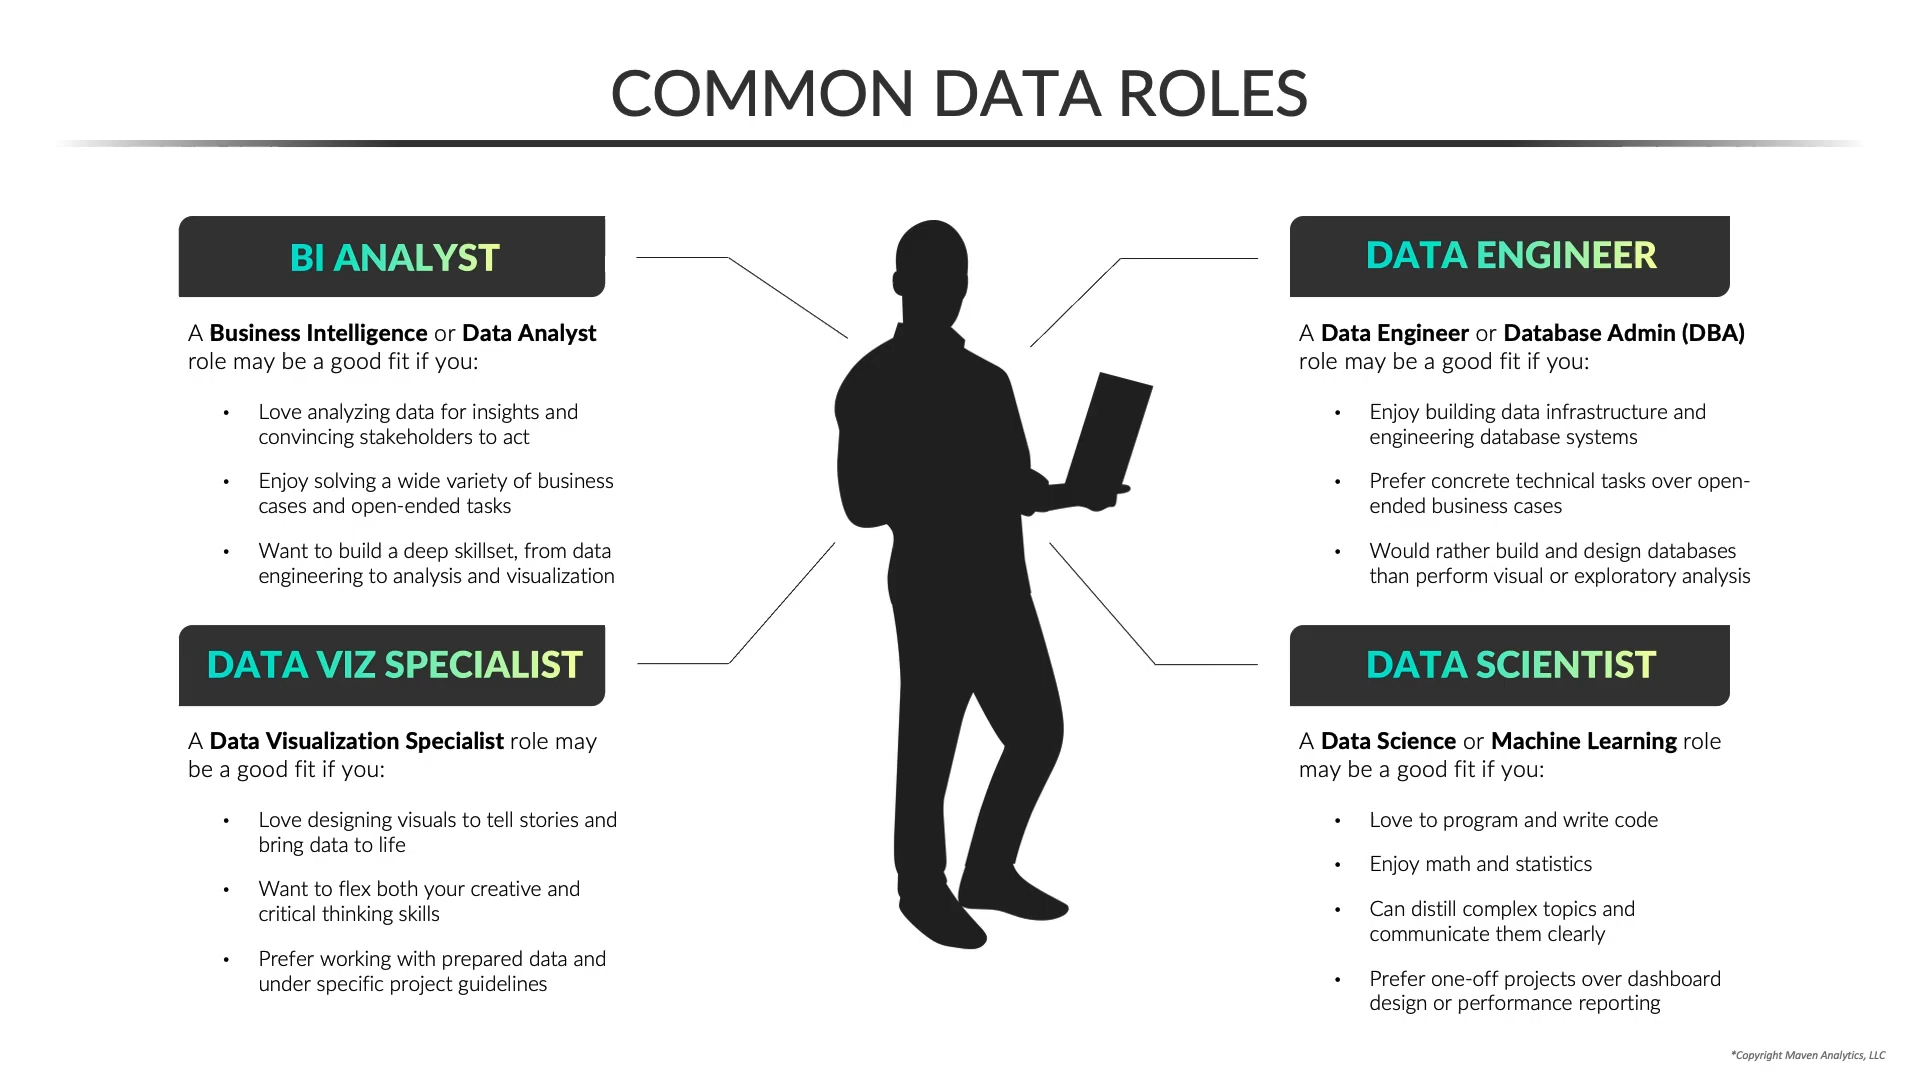 COMMON DATA ROLES
BI ANALYST
A Business Intelligence or Data Analyst
role may be a good fit if you:
• Love analyzing data for insights and
convincing stakeholders to act
• Enjoy solving a wide variety of business
cases and open-ended tasks
• Want to build a deep skillset, from data
engineering to analysis and visualization
DATA VIZ SPECIALIST
A Data Visualization Specialist role may
be a good fit if you:
• Love designing visuals to tell stories and
bring data to life
• Want to flex both your creative and
critical thinking skills
• Prefer working with prepared data and
under specific project guidelines
DATA ENGINEER
A Data Engineer or Database Admin (DBA)
role may be a good fit if you:
• Enjoy building data infrastructure and
engineering database systems
• Prefer concrete technical tasks over open-
ended business cases
• Would rather build and design databases
than perform visual or exploratory analysis
DATA SCIENTIST
A Data Science or Machine Learning role
may be a good fit if you:
• Love to program and write code
• Enjoy math and statistics
• Can distill complex topics and
communicate them clearly
• Prefer one-off projects over dashboard
design or performance reporting
*Copyright Maven Analytics, LLC